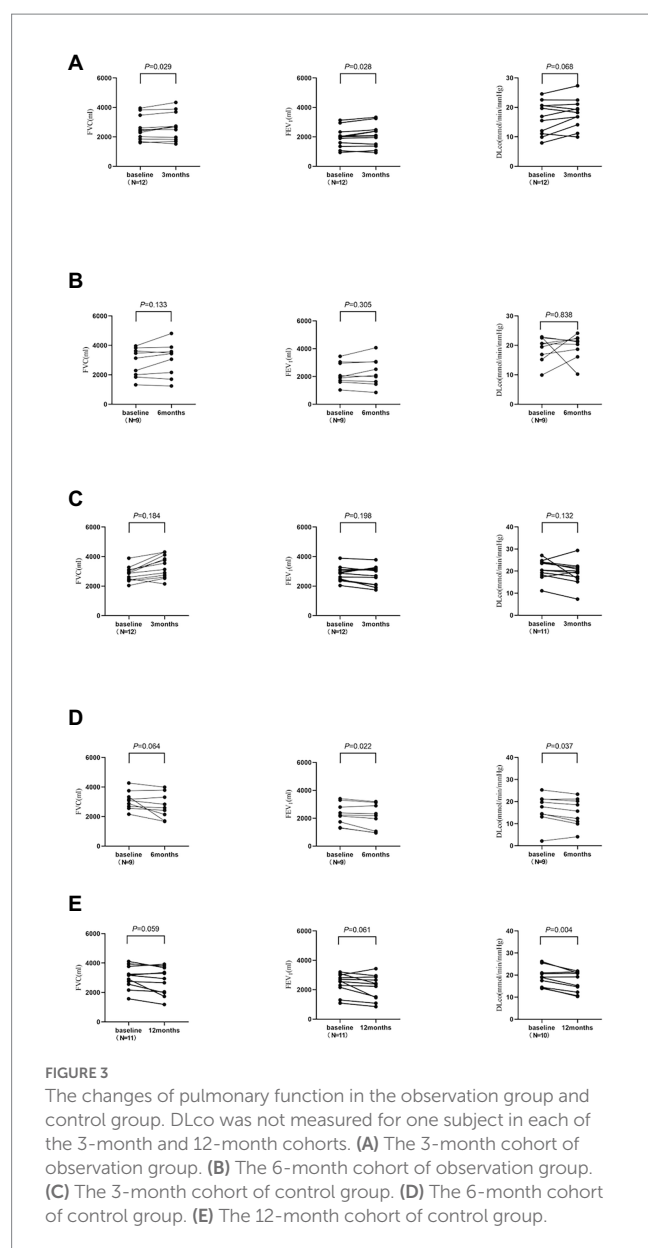 A
P=0.029
P=0.028
P=0.068
6000
4000
2000
0
FVC(ml)
baseline 3months
(N=12)
6000
4000
2000
0
FEV1(ml)
baseline 3months
(N=12)
30
20
10
0
DLco(mmol/min/mmHg)
baseline 3months
(N=12)
B
P=0.133
P=0.305
P=0.838
6000
4000
2000
0
FVC(ml)
baseline 6months
(N=9)
6000
4000
2000
0
FEV1(ml)
baseline 6months
(N=9)
30
20
10
0
DLco(mmol/min/mmHg)
baseline 6months
(N=9)
C
P=0.184
P=0.198
P=0.132
6000
4000
2000
0
FVC(ml)
baseline 3months
(N=12)
6000
4000
2000
0
FEV1(ml)
baseline 3months
(N=12)
40
30
20
10
0
DLco(mmol/min/mmHg)
baseline 3months
(N=11)
D
P=0.064
P=0.022
P=0.037
6000
4000
2000
0
FVC(ml)
baseline 6months
(N=9)
6000
4000
2000
0
FEV1(ml)
baseline 6months
(N=9)
40
30
20
10
0
DLco(mmol/min/mmHg)
baseline 6months
(N=9)
E
P=0.059
P=0.061
P=0.004
6000
4000
2000
0
FVC(ml)
baseline 12months
(N=11)
6000
4000
2000
0
FEV1(ml)
baseline 12months
(N=11)
40
30
20
10
0
DLco(mmol/min/mmHg)
baseline 12months
(N=10)
FIGURE 3
The changes of pulmonary function in the observation group and
control group. DLco was not measured for one subject in each of
the 3-month and 12-month cohorts. (A) The 3-month cohort of
observation group. (B) The 6-month cohort of observation group.
(C) The 3-month cohort of control group. (D) The 6-month cohort
of control group. (E) The 12-month cohort of control group.